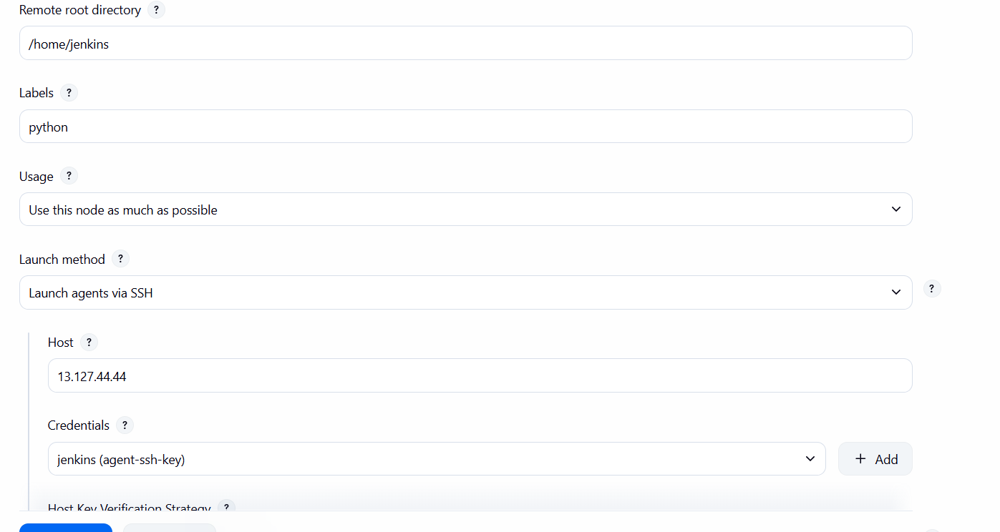 Remote root directory ?
/home/jenkins
Labels ?
python
Usage ?
Use this node as much as possible
Launch method ?
Launch agents via SSH
?
Host ?
13.127.44.44
Credentials ?
jenkins (agent-ssh-key)
+ Add
Host Key Verification Strategy ?